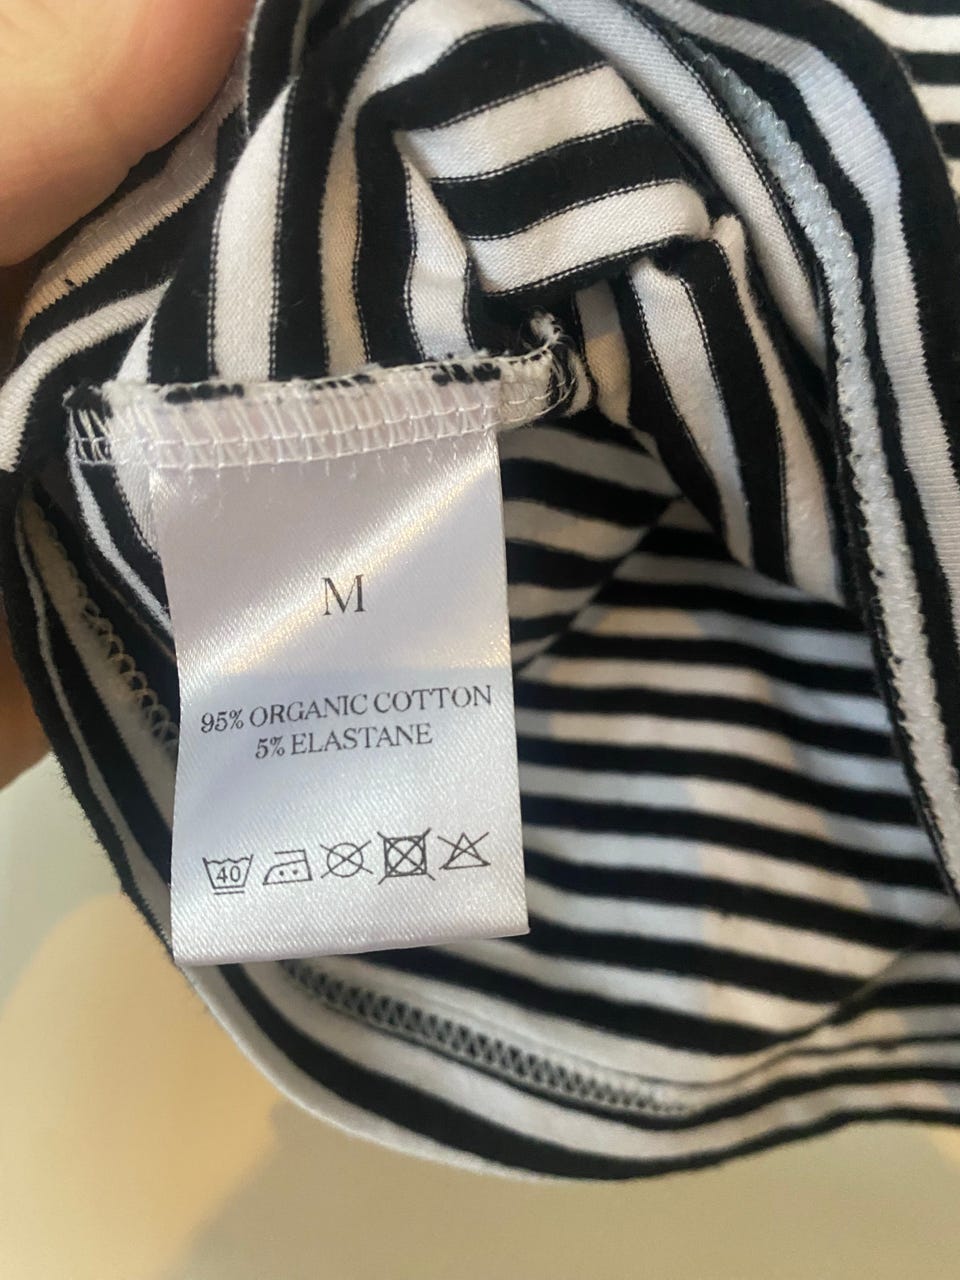 M
95% ORGANIC COTTON
5% ELASTANE
40